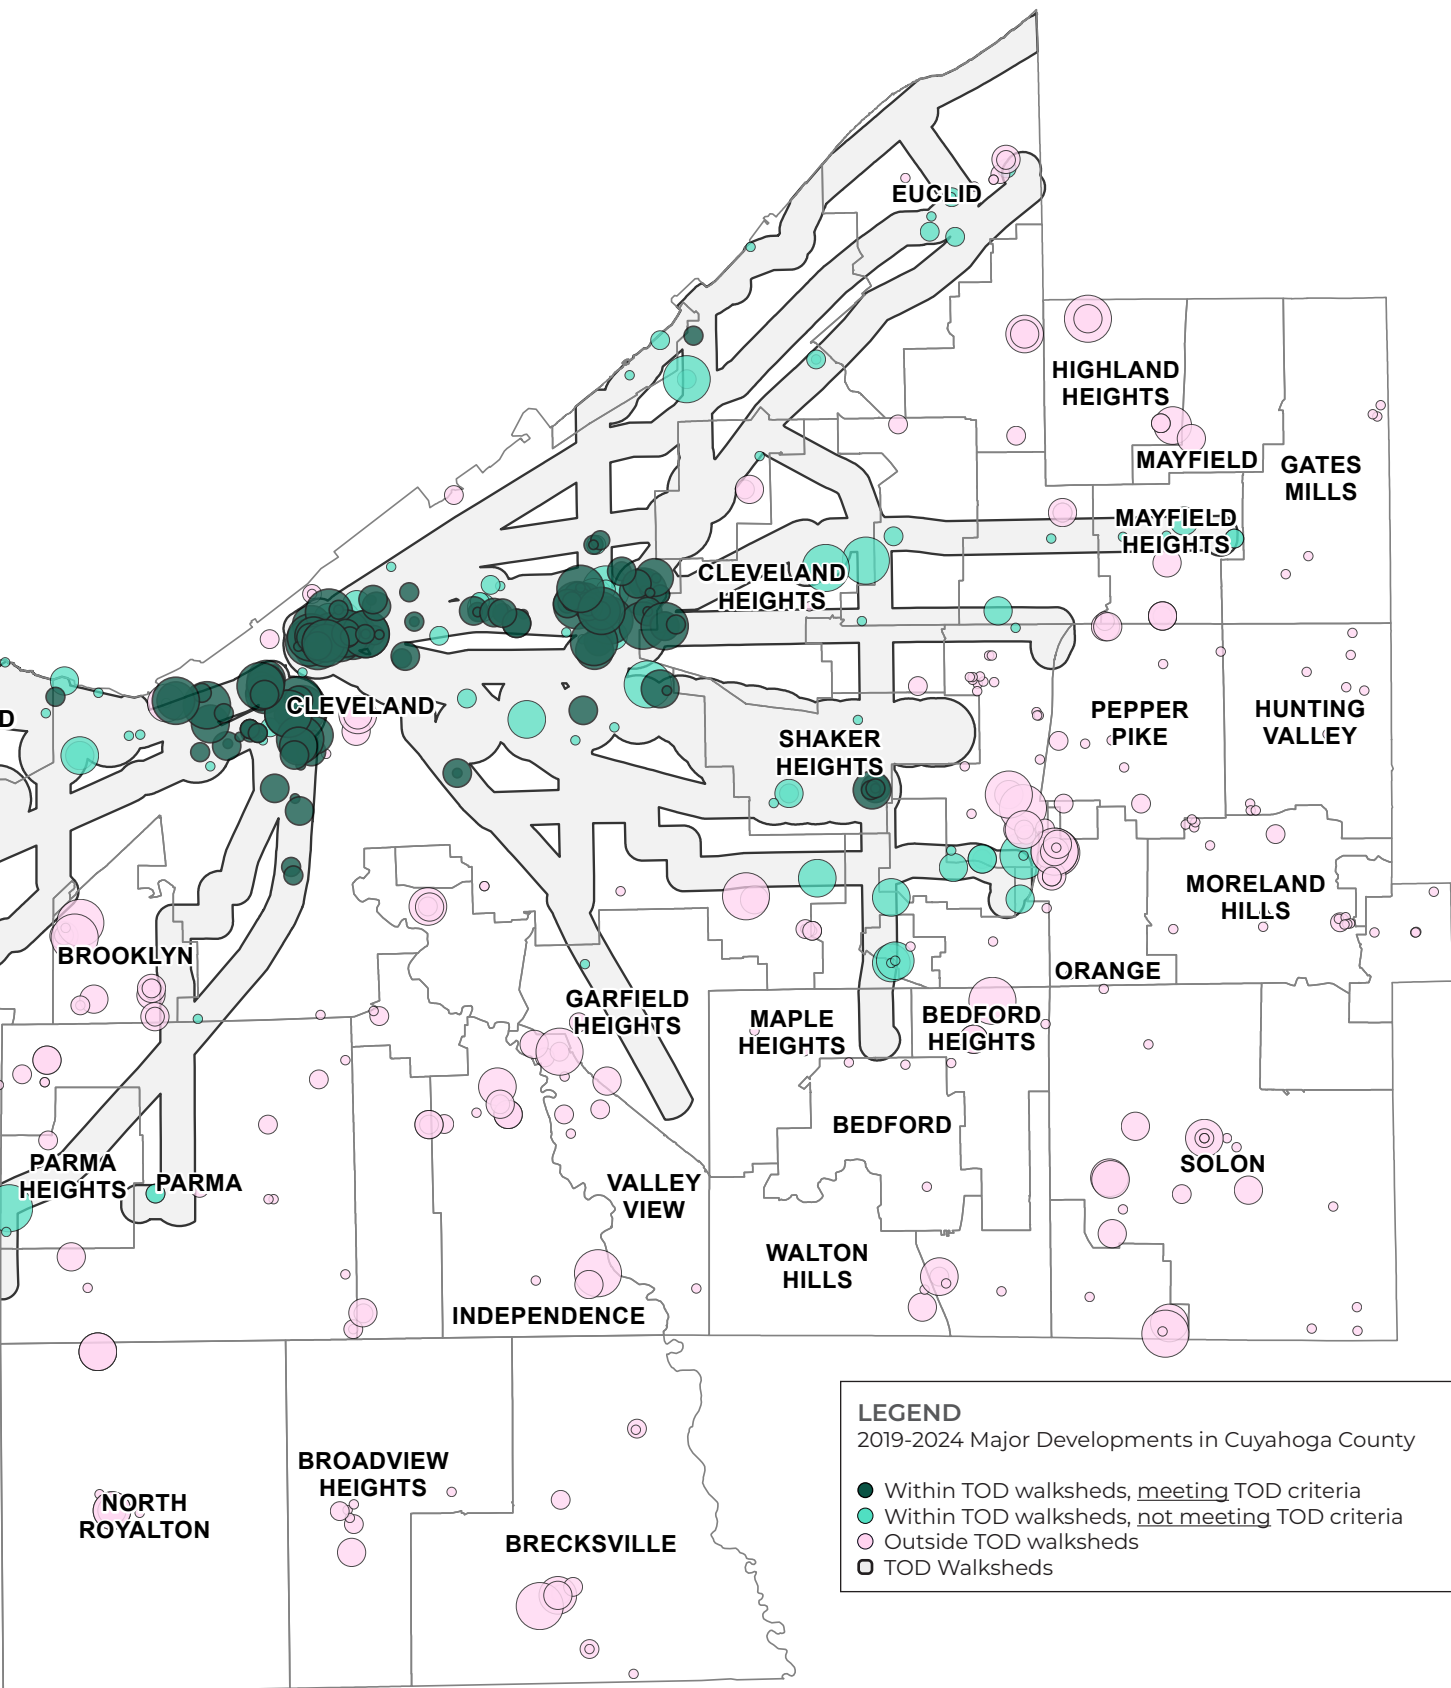 EUCLID
HIGHLAND
HEIGHTS
MAYFIELD
GATES
MILLS
MAYFIELD
HEIGHTS
CLEVELAND
HEIGHTS
CLEVELAND
D
SHAKER
HEIGHTS
PEPPER
PIKE
HUNTING
VALLEY
MORELAND
HILLS
BROOKLYN
ORANGE
GARFIELD
HEIGHTS
MAPLE
HEIGHTS
BEDFORD
HEIGHTS
BEDFORD
PARMA
HEIGHTS
PARMA
SOLON
VALLEY
VIEW
WALTON
HILLS
INDEPENDENCE
BROADVIEW
HEIGHTS
NORTH
ROYALTON
BRECKSVILLE
LEGEND
2019-2024 Major Developments in Cuyahoga County
Within TOD walksheds, meeting TOD criteria
Within TOD walksheds, not meeting TOD criteria
Outside TOD walksheds
TOD Walksheds